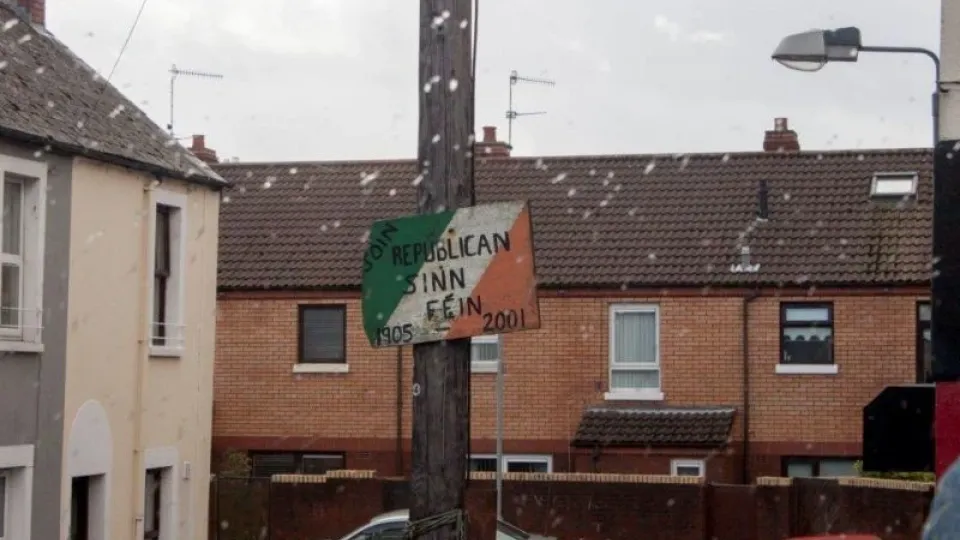 JOIN
REPUBLICAN
SINN
FÉIN
1905 – 2001